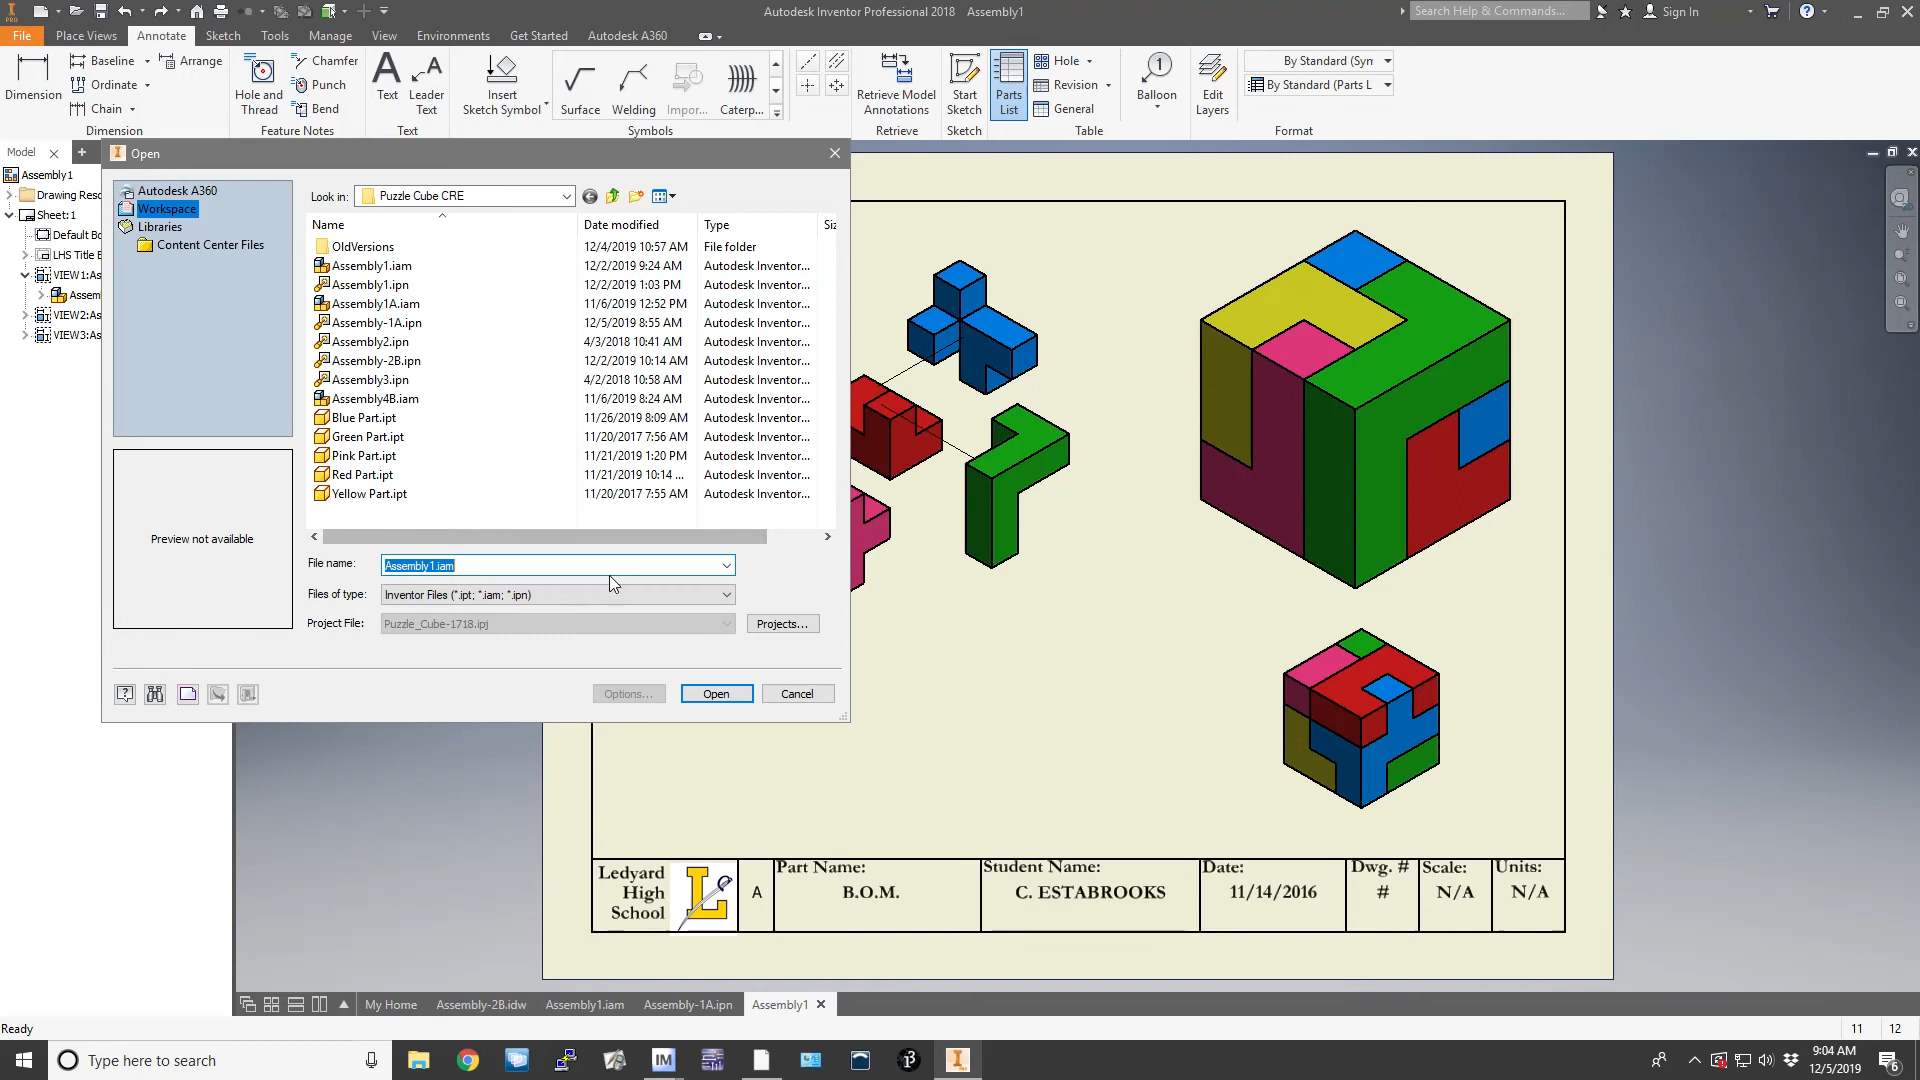 Autodesk Inventor Professional 2018 Assembly1
Search Help & Commands...
Sign In
File Place Views Annotate Sketch Tools Manage View Environments Get Started Autodesk A360
Dimension
Baseline
Ordinate
Chain
Arrange
Dimension
Hole and Thread
Chamfer
Punch
Bend
Feature Notes
Text
Leader Text
Text
Insert Sketch Symbol
Surface
Welding
Impor...
Caterp...
Symbols
Retrieve Model Annotations
Retrieve
Start Sketch
Sketch
Parts List
Hole
Revision
General
Table
1
Balloon
Edit Layers
By Standard (Syn
By Standard (Parts L
Format
Model
Assembly1
Drawing Resc
Sheet:1
Default Bo
LHS Title B
VIEW1:As
Assem
VIEW2:As
VIEW3:As
Open
Autodesk A360
Workspace
Libraries
Content Center Files
Preview not available
Look in: Puzzle Cube CRE
Name Date modified Type Siz
OldVersions 12/4/2019 10:57 AM File folder
Assembly1.iam 12/2/2019 9:24 AM Autodesk Inventor...
Assembly1.ipn 12/2/2019 1:03 PM Autodesk Inventor...
Assembly1A.iam 11/6/2019 12:52 PM Autodesk Inventor...
Assembly-1A.ipn 12/5/2019 8:55 AM Autodesk Inventor...
Assembly2.ipn 4/3/2018 10:41 AM Autodesk Inventor...
Assembly-2B.ipn 12/2/2019 10:14 AM Autodesk Inventor...
Assembly3.ipn 4/2/2018 10:58 AM Autodesk Inventor...
Assembly4B.iam 11/6/2019 8:24 AM Autodesk Inventor...
Blue Part.ipt 11/26/2019 8:09 AM Autodesk Inventor...
Green Part.ipt 11/20/2017 7:56 AM Autodesk Inventor...
Pink Part.ipt 11/21/2019 1:20 PM Autodesk Inventor...
Red Part.ipt 11/21/2019 10:14 ... Autodesk Inventor...
Yellow Part.ipt 11/20/2017 7:55 AM Autodesk Inventor...
File name: Assembly1.iam
Files of type: Inventor Files (*.ipt; *.iam; *.ipn)
Project File: Puzzle_Cube-1718.ipj Projects...
Options... Open Cancel
Ledyard High School
L
A
Part Name:
B.O.M.
Student Name:
C. ESTABROOKS
Date:
11/14/2016
Dwg. #
#
Scale:
N/A
Units:
N/A
My Home Assembly-2B.idw Assembly1.iam Assembly-1A.ipn Assembly1
Ready 11 12
Type here to search
IM
9:04 AM
12/5/2019
6